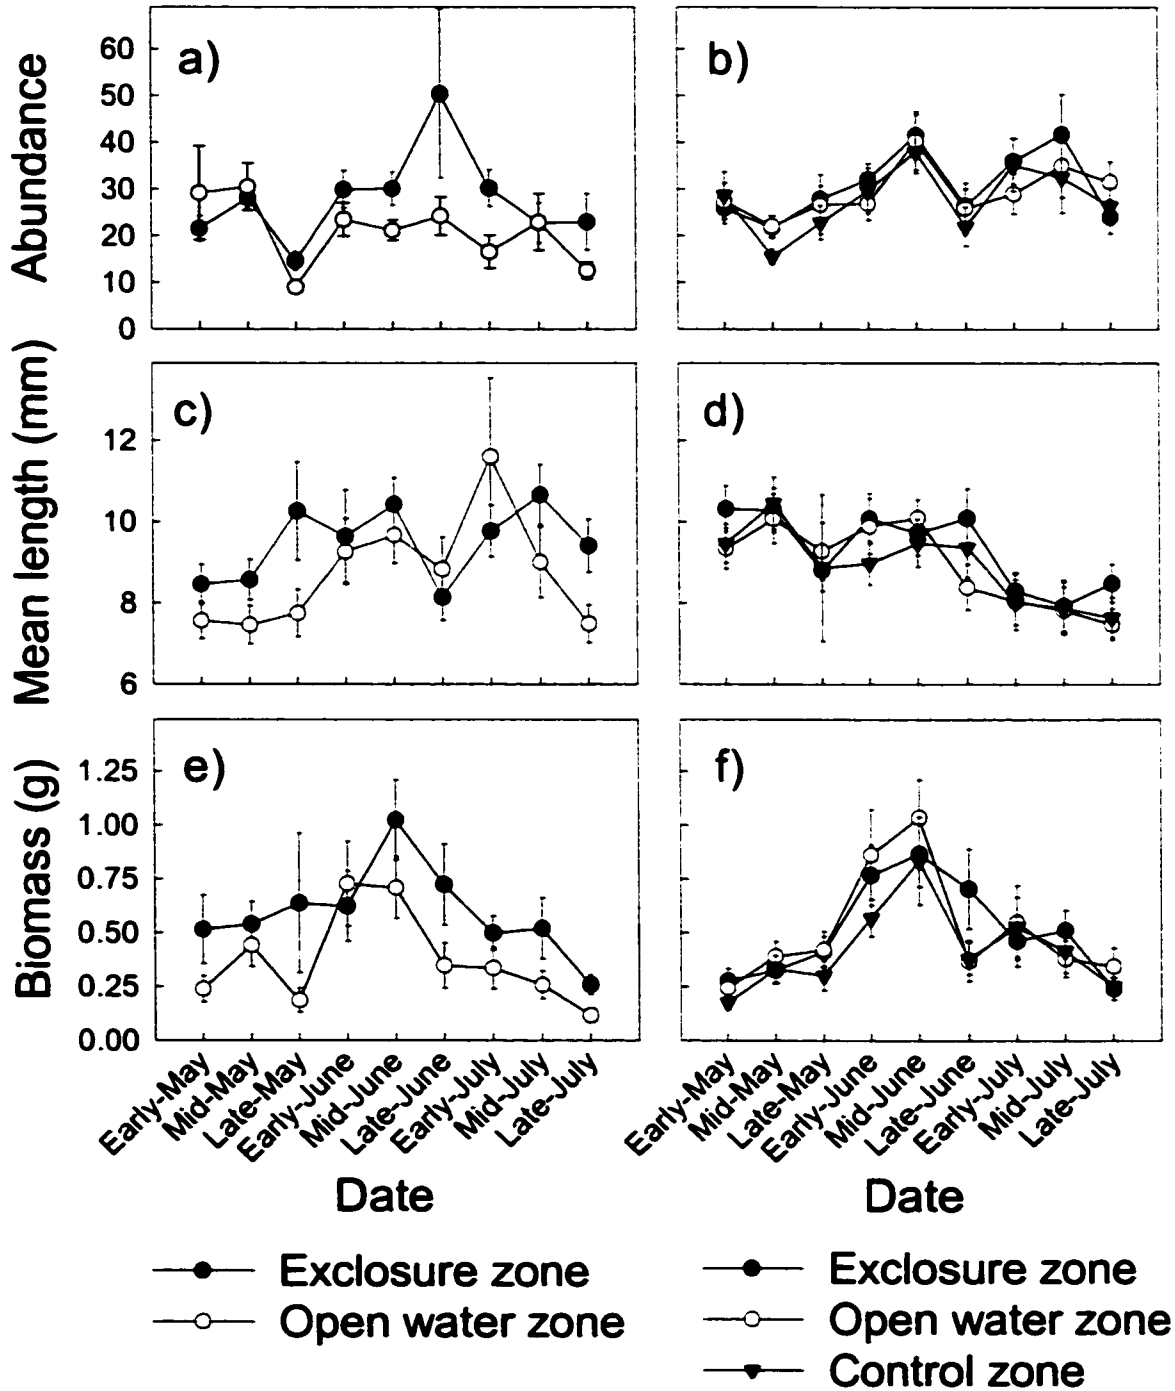 Abundance
60
50
40
30
20
10
0
a)
b)
Mean length (mm)
12
10
8
6
c)
d)
Biomass (g)
1.25
1.00
0.75
0.50
0.25
0.00
e)
f)
Early-May
Mid-May
Late-May
Early-June
Mid-June
Late-June
Early-July
Mid-July
Late-July
Early-May
Mid-May
Late-May
Early-June
Mid-June
Late-June
Early-July
Mid-July
Late-July
Date
Date
Exclosure zone
Open water zone
Exclosure zone
Open water zone
Control zone